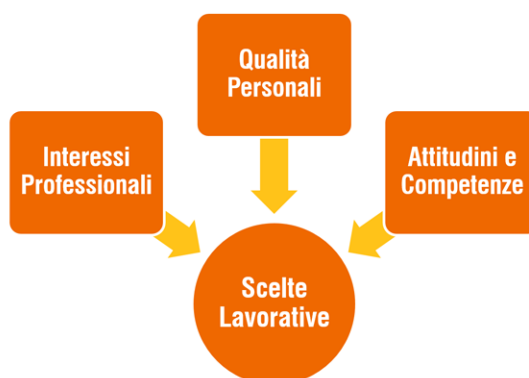 Qualità
Personali
Interessi
Professionali
Attitudini e
Competenze
Scelte
Lavorative